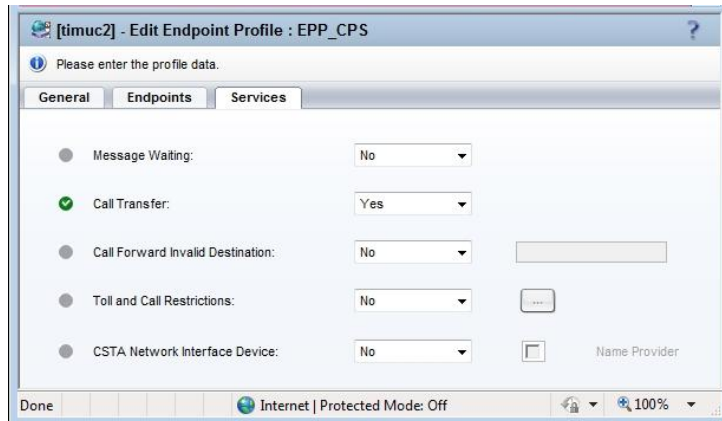 [timuc2] - Edit Endpoint Profile : EPP_CPS ?
Please enter the profile data.
General Endpoints Services
Message Waiting: No
Call Transfer: Yes
Call Forward Invalid Destination: No
Toll and Call Restrictions: No ...
CSTA Network Interface Device: No Name Provider
Done Internet | Protected Mode: Off 100%